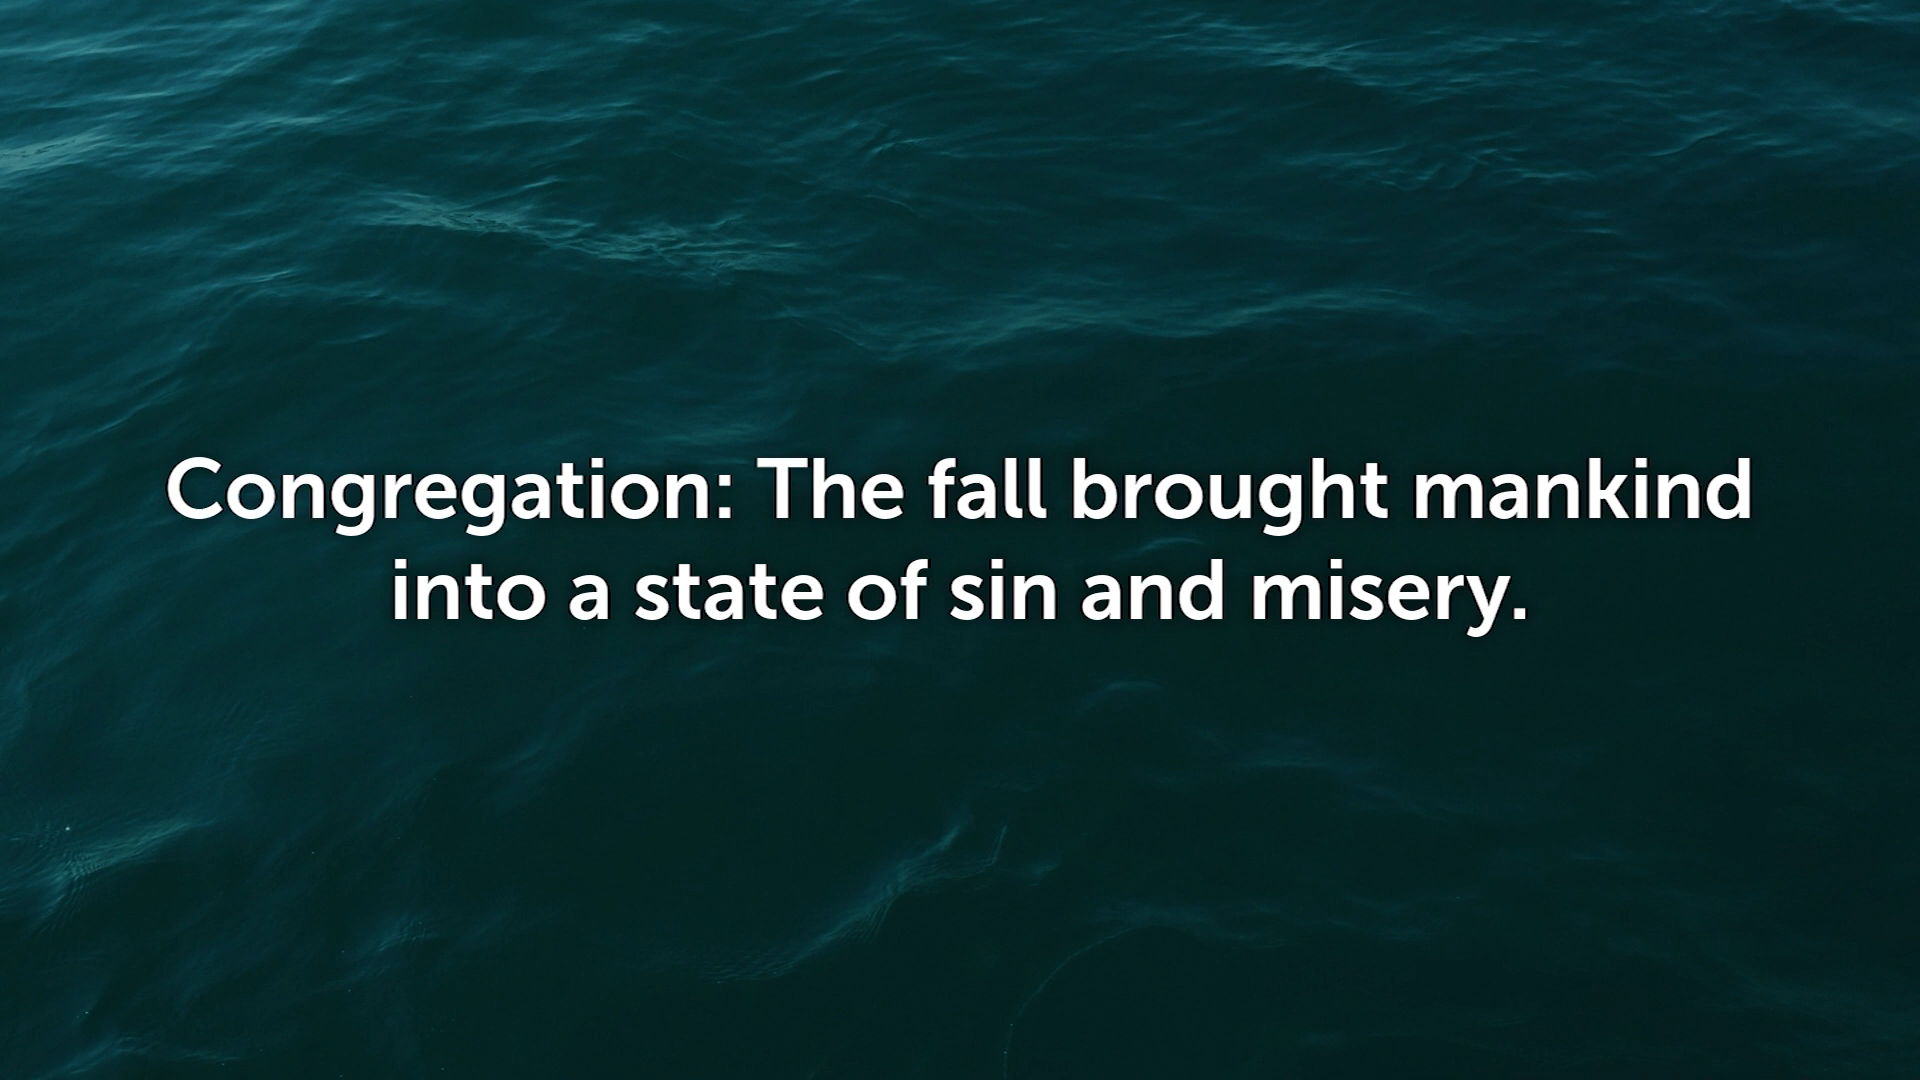 Congregation: The fall brought mankind
into a state of sin and misery.